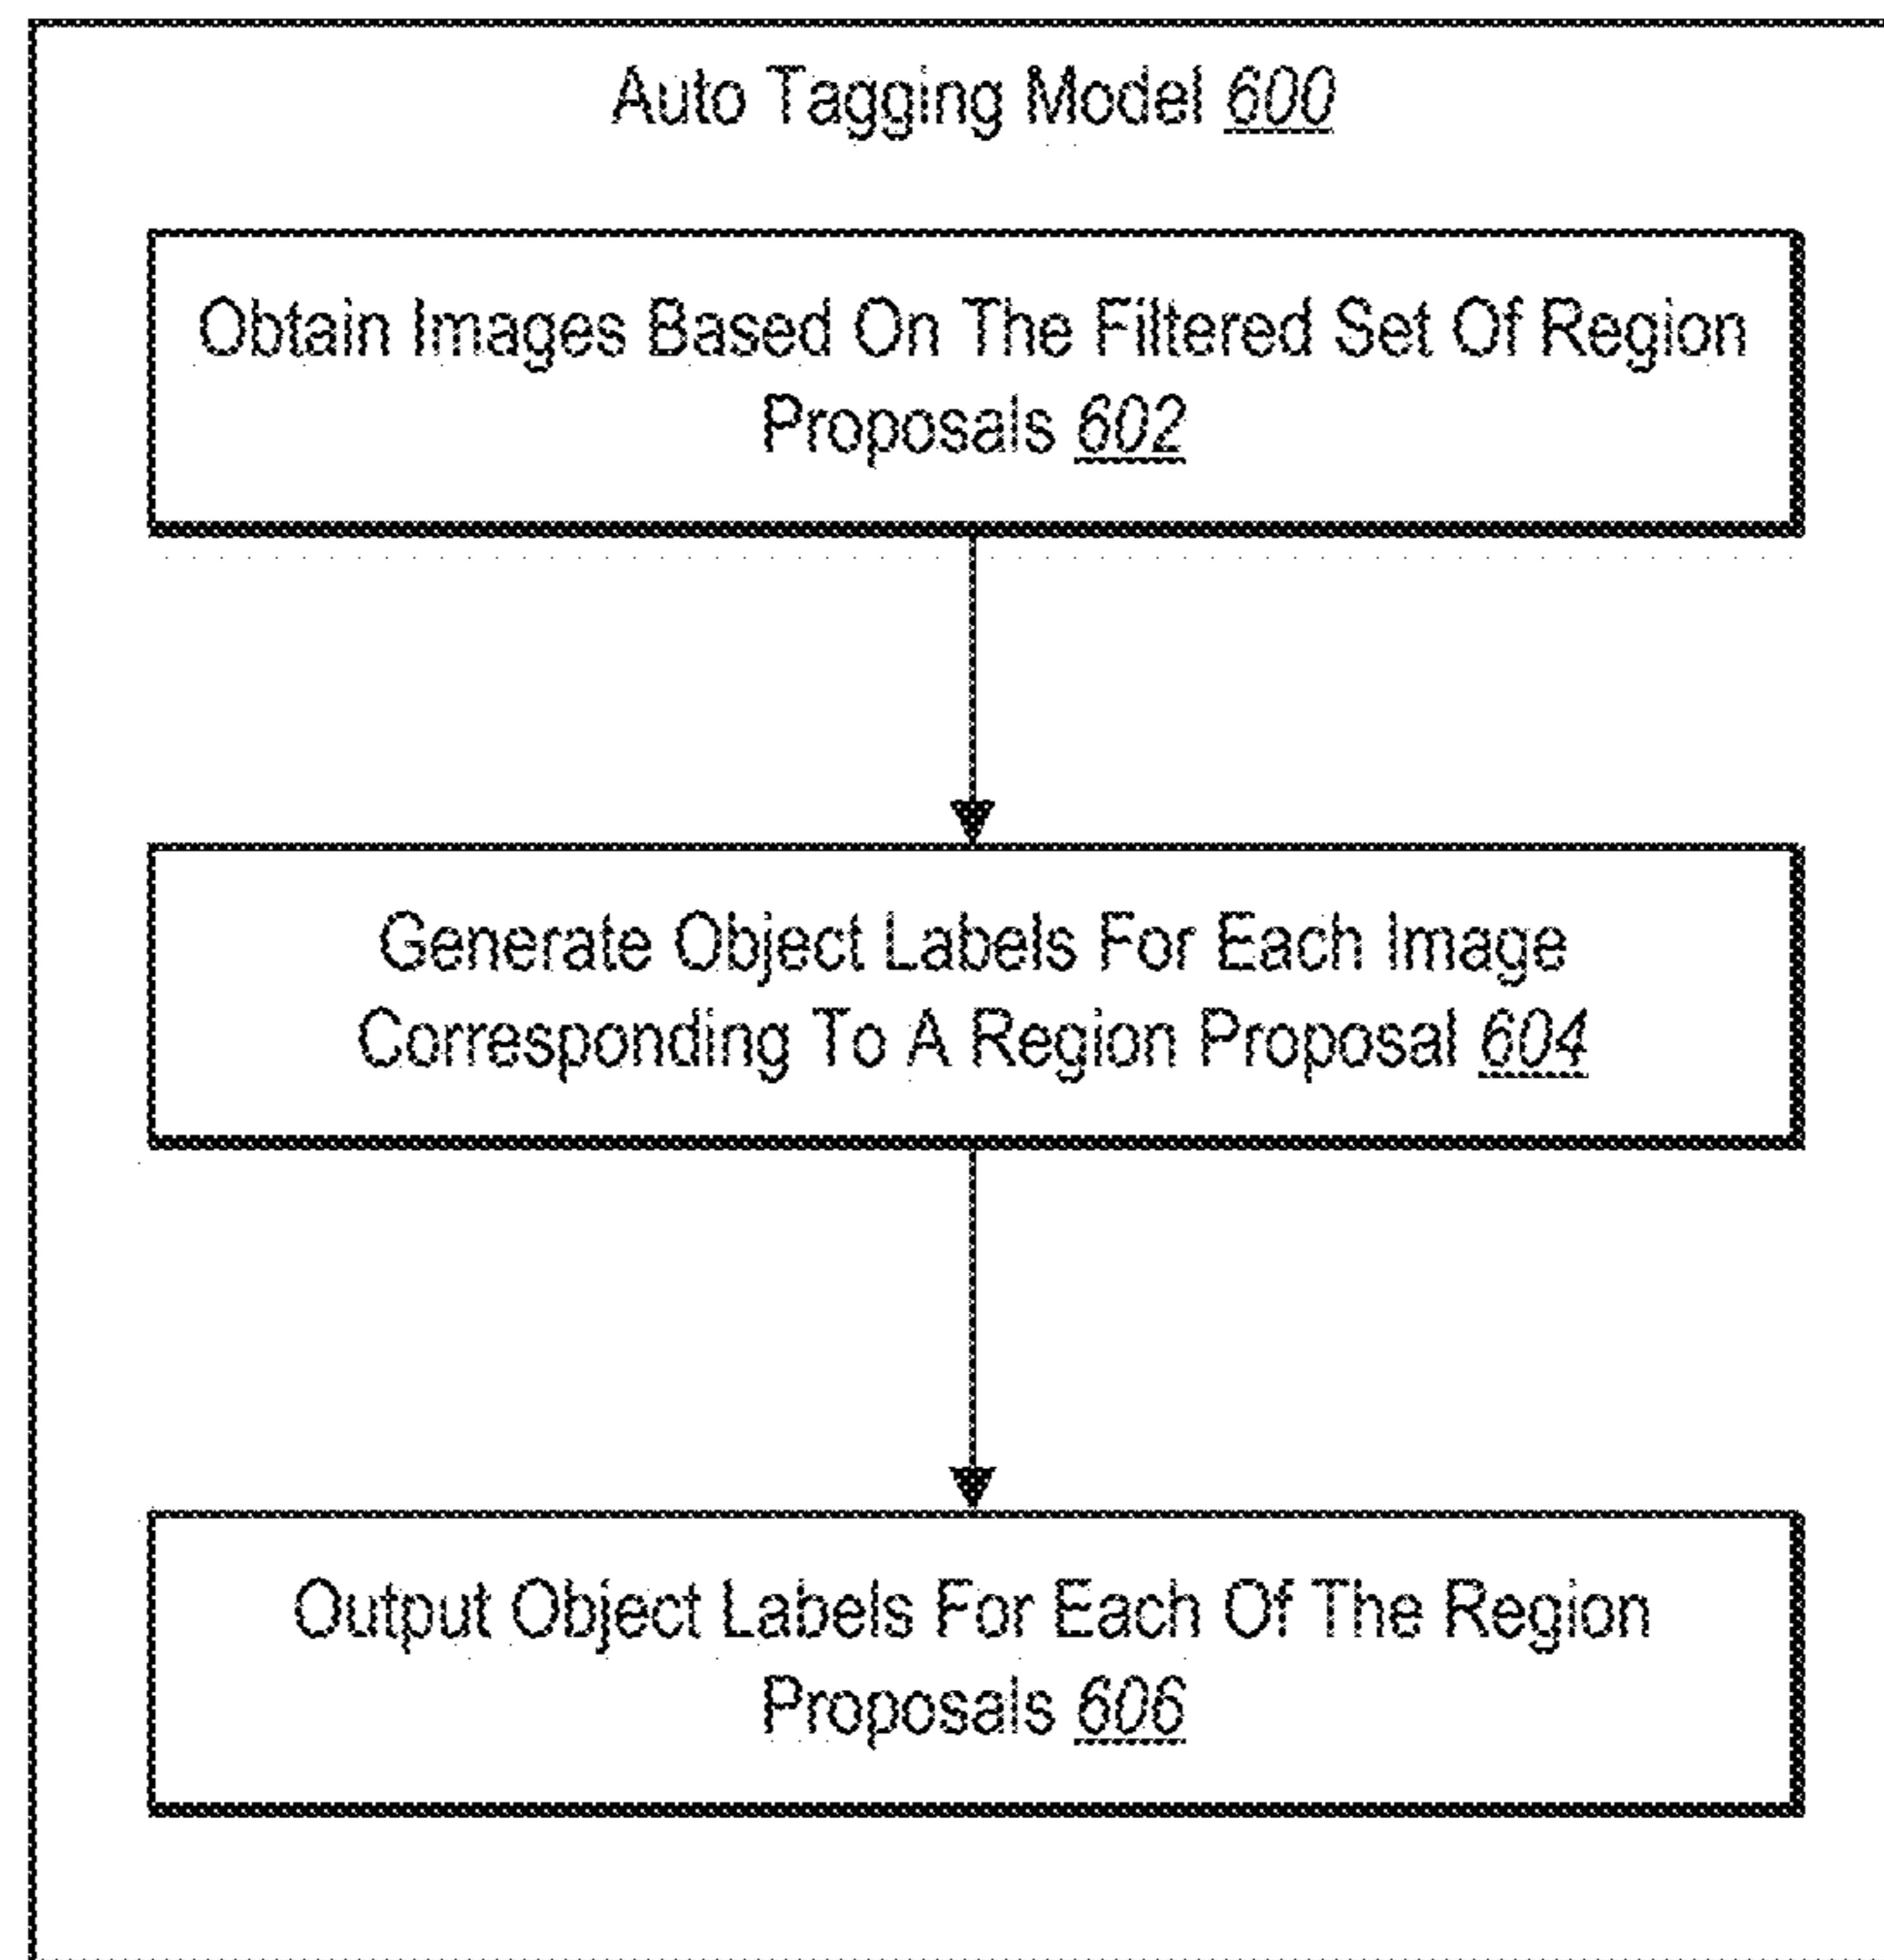 Auto Tagging Model 600
Obtain Images Based On The Filtered Set Of Region
Proposals 602
Generate Object Labels For Each Image
Corresponding To A Region Proposal 604
Output Object Labels For Each Of The Region
Proposals 606